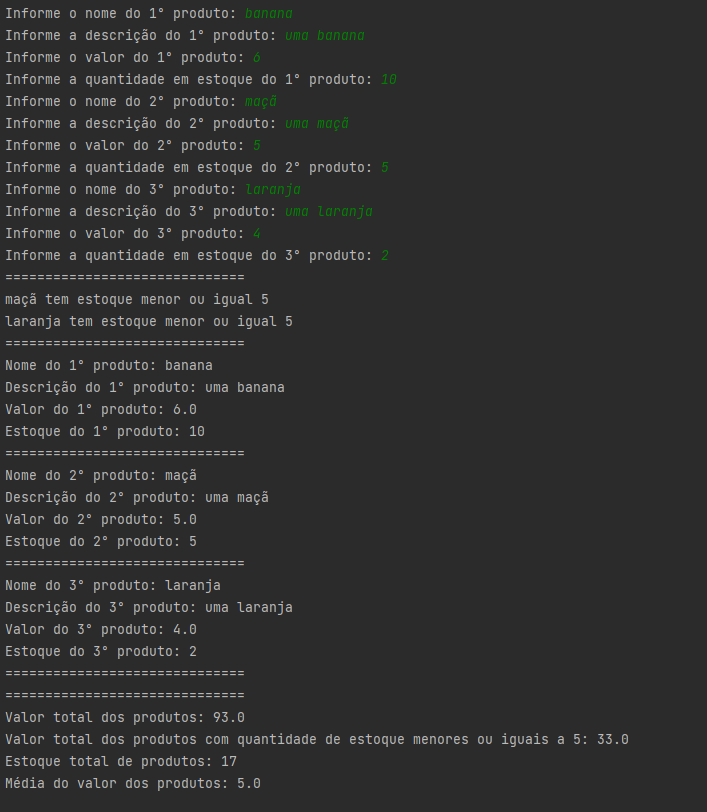 Informe o nome do 1° produto: banana
Informe a descrição do 1° produto: uma banana
Informe o valor do 1° produto: 6
Informe a quantidade em estoque do 1° produto: 10
Informe o nome do 2° produto: maçã
Informe a descrição do 2° produto: uma maçã
Informe o valor do 2° produto: 5
Informe a quantidade em estoque do 2° produto: 5
Informe o nome do 3° produto: laranja
Informe a descrição do 3° produto: uma laranja
Informe o valor do 3° produto: 4
Informe a quantidade em estoque do 3° produto: 2
==============================
maçã tem estoque menor ou igual 5
laranja tem estoque menor ou igual 5
==============================
Nome do 1° produto: banana
Descrição do 1° produto: uma banana
Valor do 1° produto: 6.0
Estoque do 1° produto: 10
==============================
Nome do 2° produto: maçã
Descrição do 2° produto: uma maçã
Valor do 2° produto: 5.0
Estoque do 2° produto: 5
==============================
Nome do 3° produto: laranja
Descrição do 3° produto: uma laranja
Valor do 3° produto: 4.0
Estoque do 3° produto: 2
==============================
==============================
Valor total dos produtos: 93.0
Valor total dos produtos com quantidade de estoque menores ou iguais a 5: 33.0
Estoque total de produtos: 17
Média do valor dos produtos: 5.0